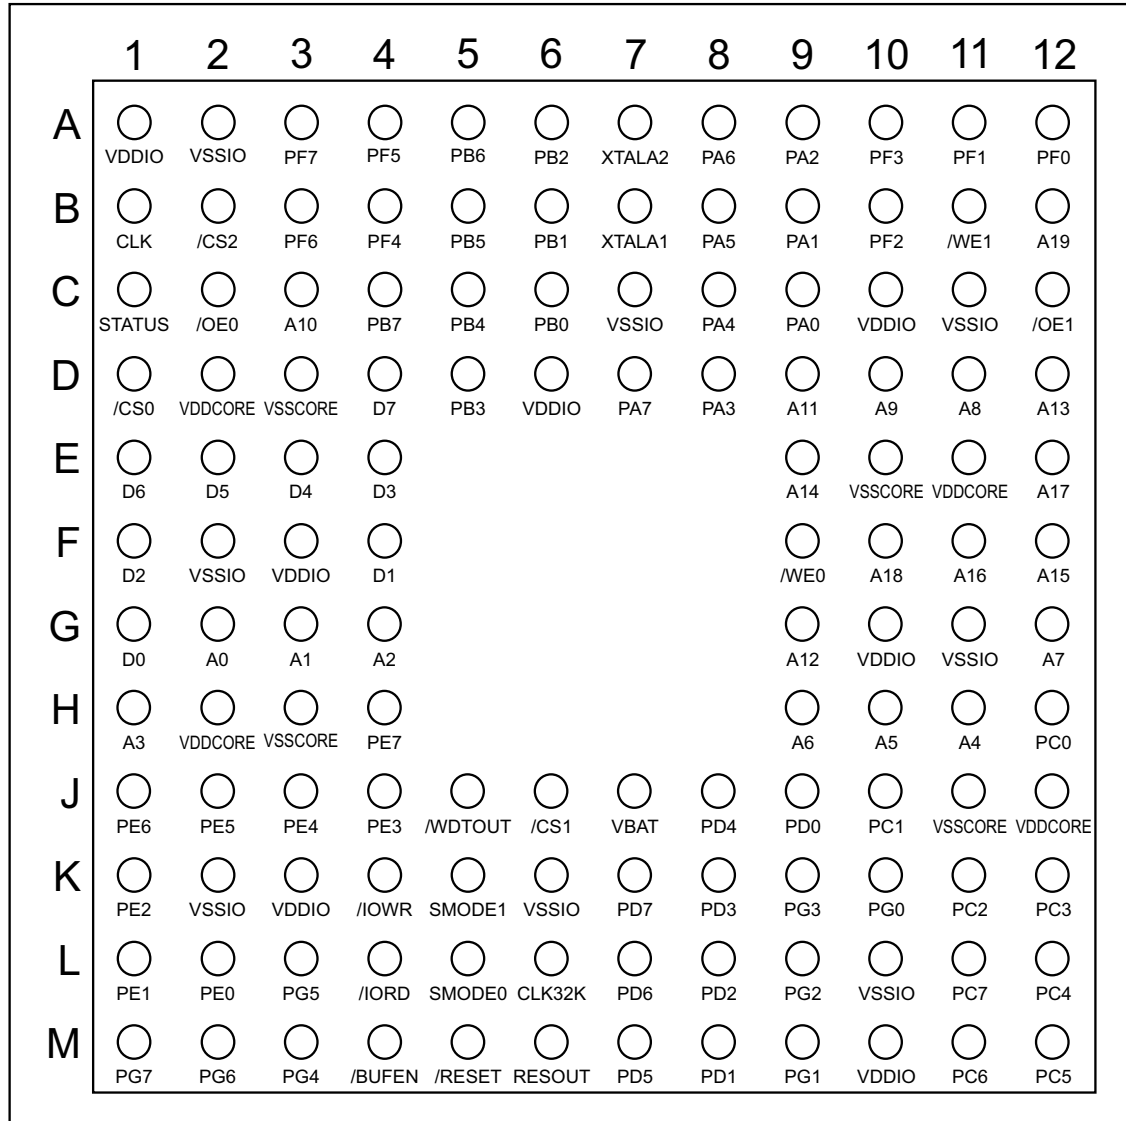 1 2 3 4 5 6 7 8 9 10 11 12
A
VDDIO VSSIO PF7 PF5 PB6 PB2 XTALA2 PA6 PA2 PF3 PF1 PF0
B
CLK /CS2 PF6 PF4 PB5 PB1 XTALA1 PA5 PA1 PF2 /WE1 A19
C
STATUS /OE0 A10 PB7 PB4 PB0 VSSIO PA4 PA0 VDDIO VSSIO /OE1
D
/CS0 VDDCORE VSSCORE D7 PB3 VDDIO PA7 PA3 A11 A9 A8 A13
E
D6 D5 D4 D3 A14 VSSCORE VDDCORE A17
F
D2 VSSIO VDDIO D1 /WE0 A18 A16 A15
G
D0 A0 A1 A2 A12 VDDIO VSSIO A7
H
A3 VDDCORE VSSCORE PE7 A6 A5 A4 PC0
J
PE6 PE5 PE4 PE3 /WDTOUT /CS1 VBAT PD4 PD0 PC1 VSSCORE VDDCORE
K
PE2 VSSIO VDDIO /IOWR SMODE1 VSSIO PD7 PD3 PG3 PG0 PC2 PC3
L
PE1 PE0 PG5 /IORD SMODE0 CLK32K PD6 PD2 PG2 VSSIO PC7 PC4
M
PG7 PG6 PG4 /BUFEN /RESET RESOUT PD5 PD1 PG1 VDDIO PC6 PC5